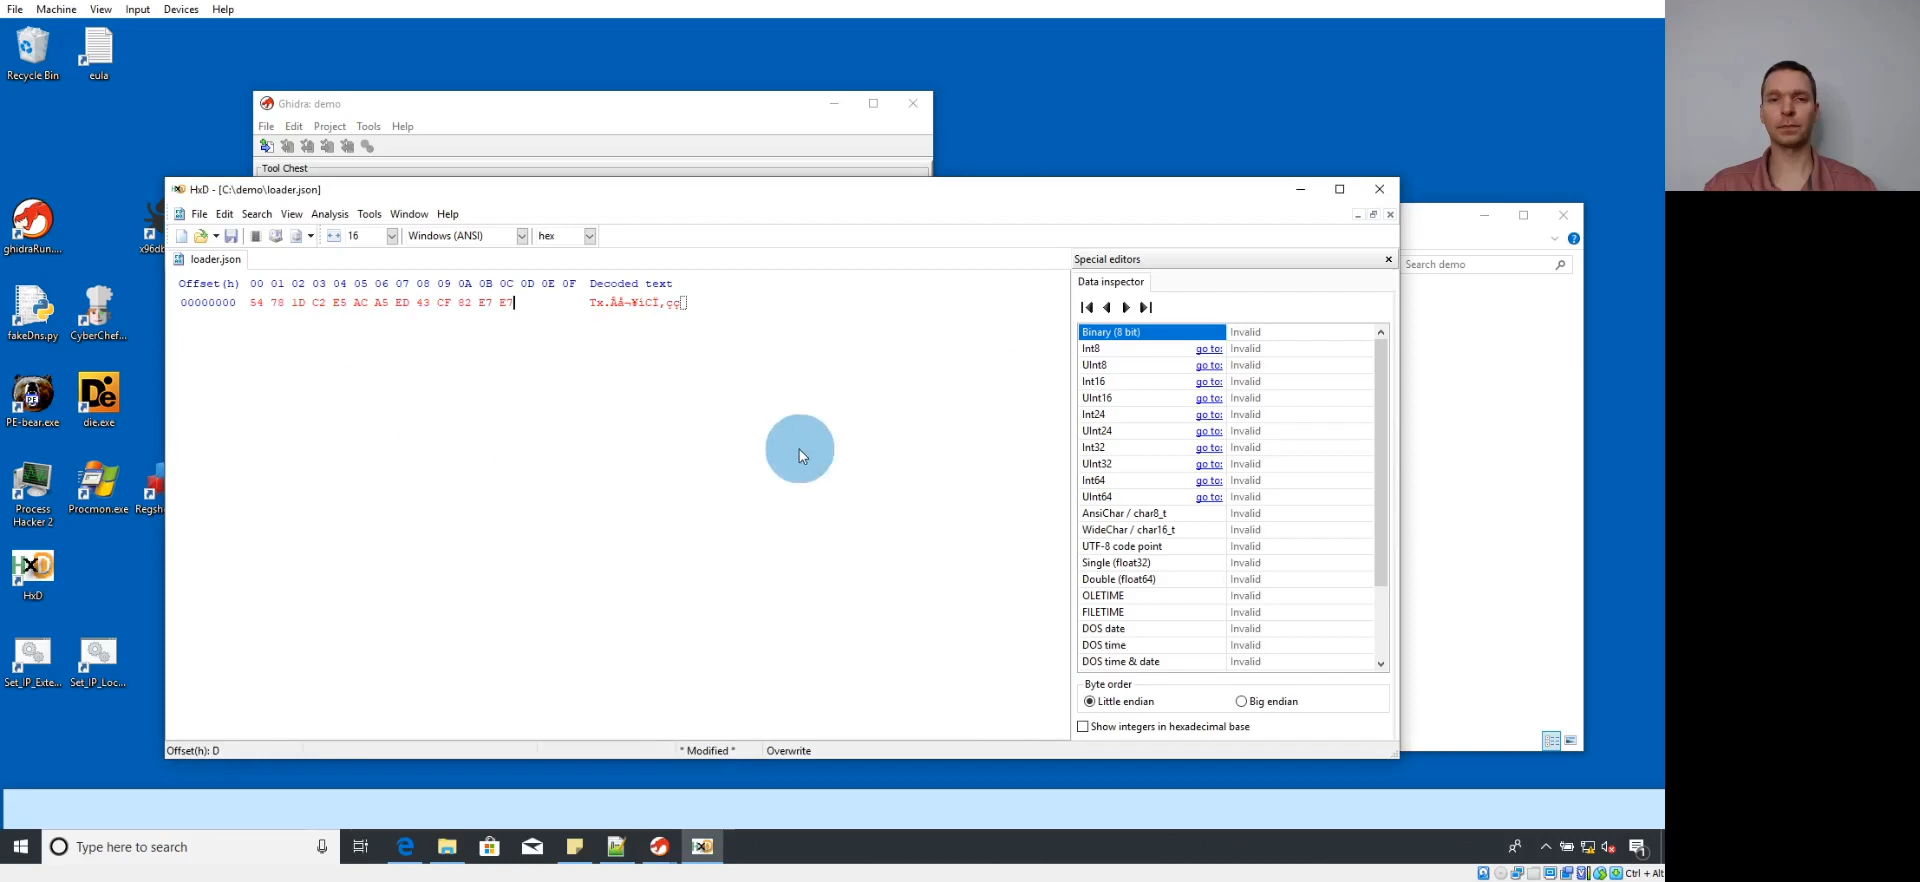 File Machine View Input Devices Help
Recycle Bin
eula
Ghidra: demo
File Edit Project Tools Help
Tool Chest
HxD - [C:\demo\loader.json]
File Edit Search View Analysis Tools Window Help
16 Windows (ANSI) hex
loader.json
Special editors
Search demo
Offset(h) 00 01 02 03 04 05 06 07 08 09 0A 0B 0C 0D 0E 0F Decoded text
00000000 54 78 1D C2 E5 AC A5 ED 43 CF 82 E7 E7 Tx.Âå¬¥íCÏ‚çç
Data inspector
Binary (8 bit) Invalid
Int8 go to: Invalid
UInt8 go to: Invalid
Int16 go to: Invalid
UInt16 go to: Invalid
Int24 go to: Invalid
UInt24 go to: Invalid
Int32 go to: Invalid
UInt32 go to: Invalid
Int64 go to: Invalid
UInt64 go to: Invalid
AnsiChar / char8_t Invalid
WideChar / char16_t Invalid
UTF-8 code point Invalid
Single (float32) Invalid
Double (float64) Invalid
OLETIME Invalid
FILETIME Invalid
DOS date Invalid
DOS time Invalid
DOS time & date Invalid
Byte order
Little endian Big endian
Show integers in hexadecimal base
Offset(h): D * Modified * Overwrite
ghidraRun....
x96db
fakeDns.py
CyberChef...
PE-bear.exe
die.exe
Process Hacker 2
Procmon.exe
Regsh
HxD
Set_IP_Exte...
Set_IP_Loc...
Type here to search
1
Ctrl + Alt